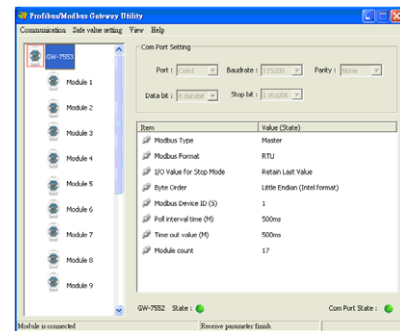 Profibus/Modbus Gateway Utility
Communication Safe value setting View Help
GW-7553
Module 1
Module 2
Module 3
Module 4
Module 5
Module 6
Module 7
Module 8
Module 9
Com Port Setting
Port : Com1 Baudrate : 115200 Parity : None
Data bit : 8 databit Stop bit : 1 stopbit
Item Value (State)
Modbus Type Master
Modbus Format RTU
I/O Value for Stop Mode Retain Last Value
Byte Order Little Endian (Intel format)
Modbus Device ID (S) 1
Poll interval time (M) 500ms
Time out value (M) 500ms
Module count 17
GW-7552 State : Com Port State :
Module is connected Receive parameter finish.